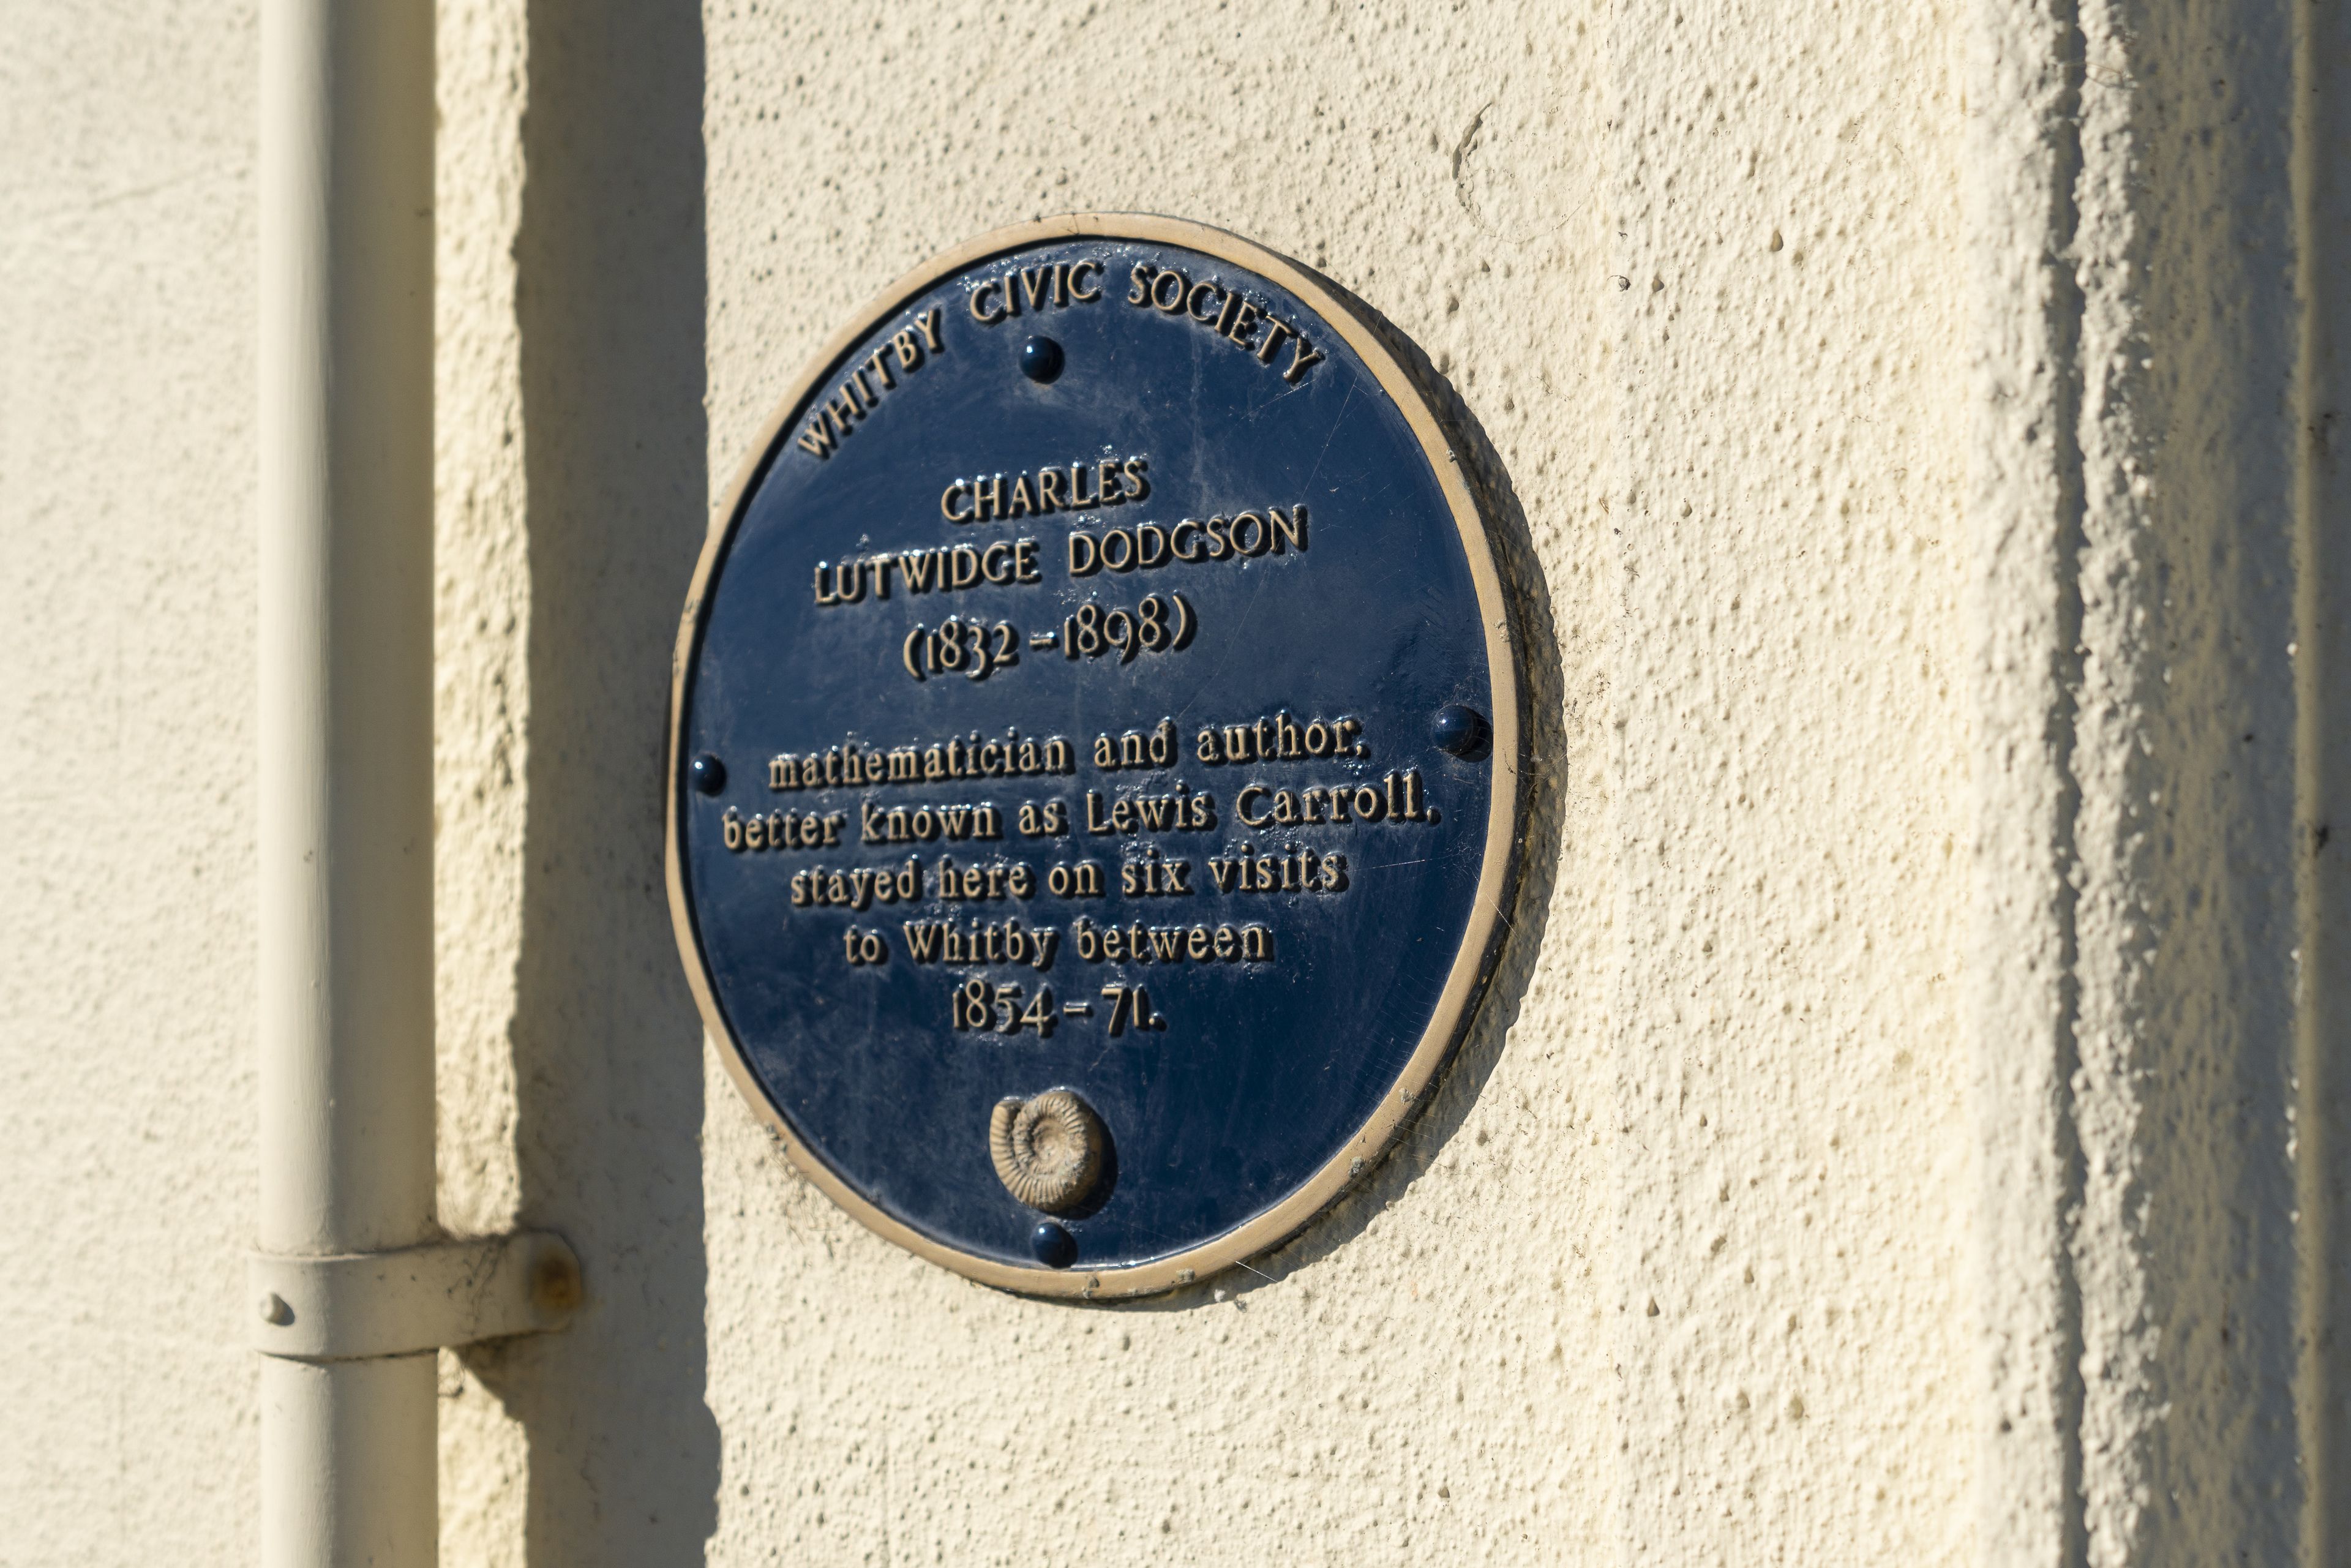 WHITBY CIVIC SOCIETY
CHARLES
LUTWIDGE DODGSON
(1832 – 1898)
mathematician and author,
better known as Lewis Carroll,
stayed here on six visits
to Whitby between
1854 – 71.